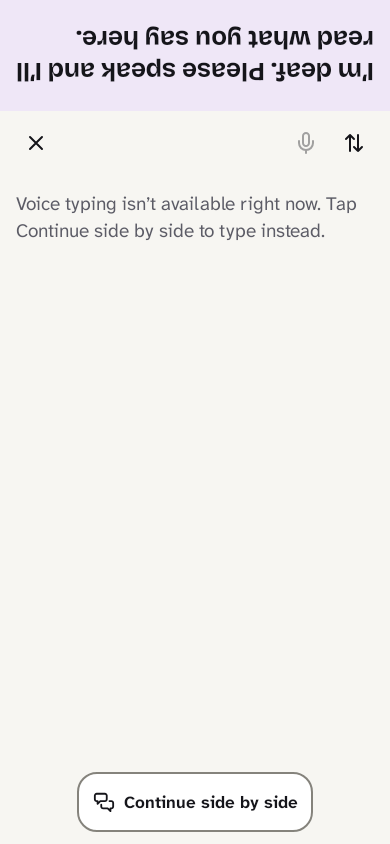 I'm deaf. Please speak and I'll
read what you say here.
Voice typing isn’t available right now. Tap
Continue side by side to type instead.
Continue side by side